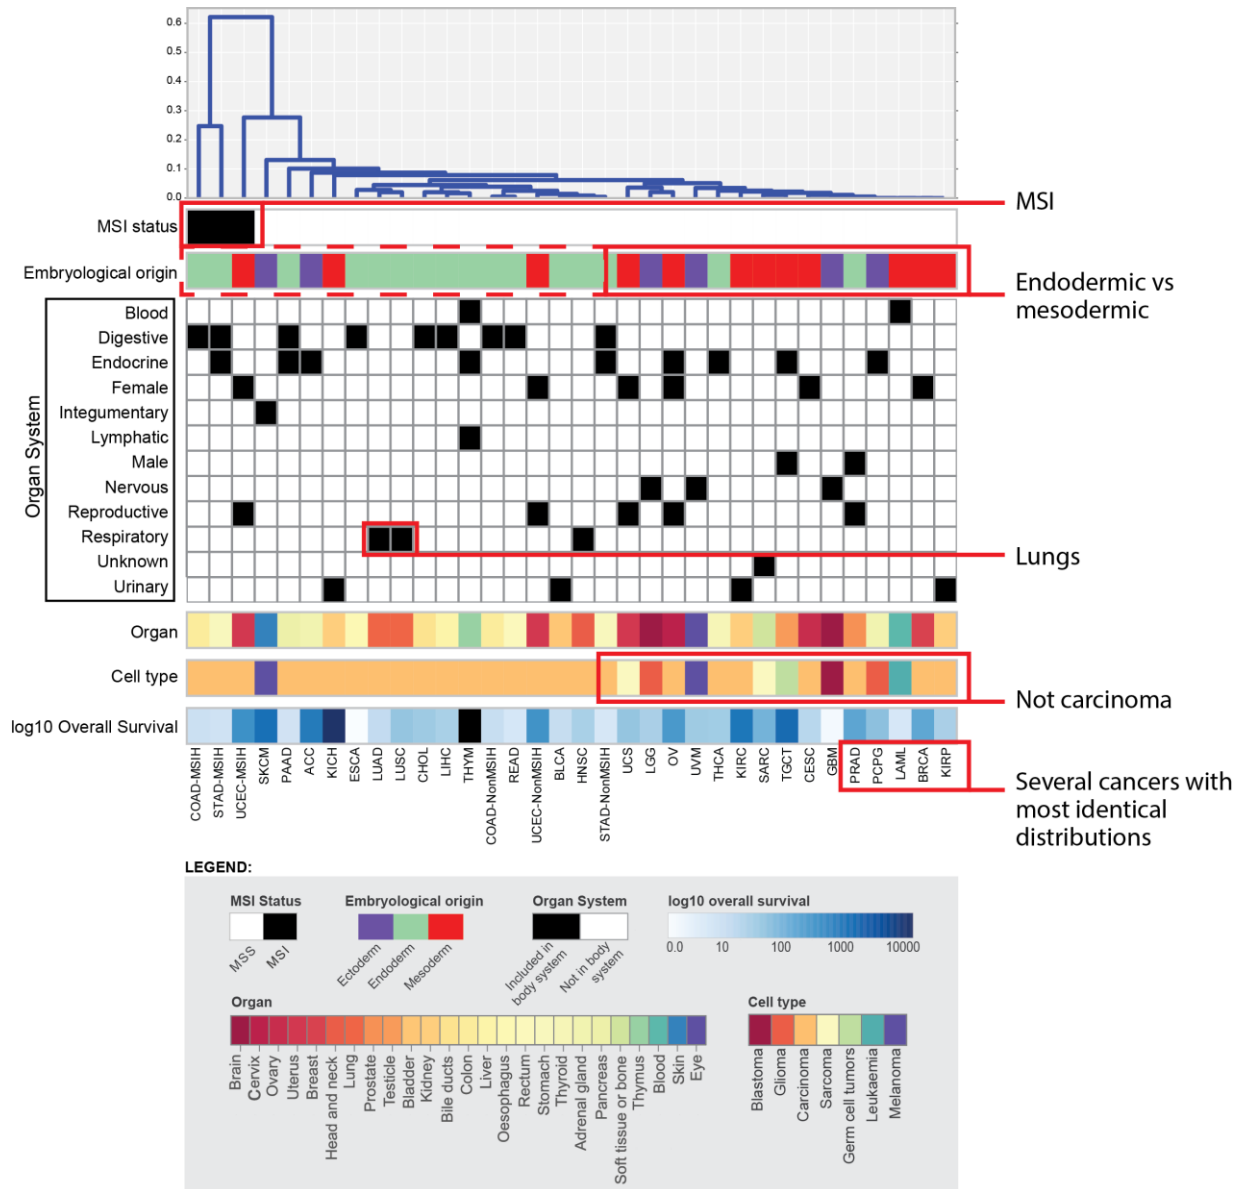 0.6
0.5
0.4
0.3
0.2
0.1
0.0
MSI
MSI status
Embryological origin
Endodermic vs
mesodermic
Organ System
Blood
Digestive
Endocrine
Female
Integumentary
Lymphatic
Male
Nervous
Reproductive
Respiratory
Unknown
Urinary
Lungs
Organ
Cell type
Not carcinoma
log10 Overall Survival
COAD-MSIH
STAD-MSIH
UCEC-MSIH
SKCM
PAAD
ACC
KICH
ESCA
LUAD
LUSC
CHOL
LIHC
THYM
COAD-NonMSIH
READ
UCEC-NonMSIH
BLCA
HNSC
STAD-NonMSIH
UCS
LGG
OV
UVM
THCA
KIRC
SARC
TGCT
CESC
GBM
PRAD
PCPG
LAML
BRCA
KIRP
Several cancers with
most identical
distributions
LEGEND:
MSI Status
MSS
MSI
Embryological origin
Ectoderm
Endoderm
Mesoderm
Organ System
Included in
body system
Not in body
system
log10 overall survival
0.0 10 100 1000 10000
Organ
Brain
Cervix
Ovary
Uterus
Breast
Head and neck
Lung
Prostate
Testicle
Bladder
Kidney
Bile ducts
Colon
Liver
Oesophagus
Rectum
Stomach
Thyroid
Adrenal gland
Pancreas
Soft tissue or bone
Thymus
Blood
Skin
Eye
Cell type
Blastoma
Glioma
Carcinoma
Sarcoma
Germ cell tumors
Leukaemia
Melanoma